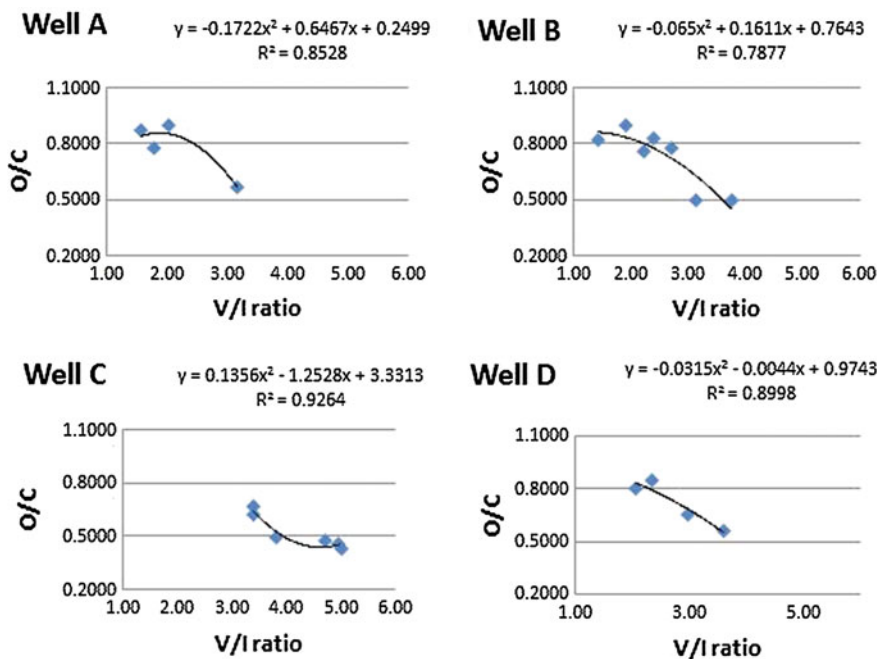 Well A
y = -0.1722x² + 0.6467x + 0.2499
R² = 0.8528
1.1000
0.8000
0.5000
0.2000
O/C
1.00 2.00 3.00 4.00 5.00 6.00
V/I ratio
Well B
y = -0.065x² + 0.1611x + 0.7643
R² = 0.7877
1.1000
0.8000
0.5000
0.2000
O/C
1.00 2.00 3.00 4.00 5.00 6.00
V/I ratio
Well C
y = 0.1356x² - 1.2528x + 3.3313
R² = 0.9264
1.1000
0.8000
0.5000
0.2000
O/C
1.00 2.00 3.00 4.00 5.00 6.00
V/I ratio
Well D
y = -0.0315x² - 0.0044x + 0.9743
R² = 0.8998
1.1000
0.8000
0.5000
0.2000
O/C
1.00 3.00 5.00
V/I ratio